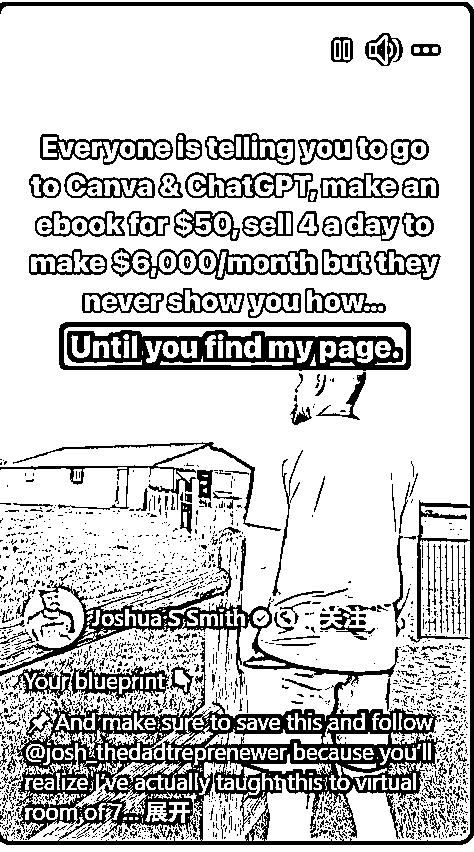 Everyone is telling you to go
to Canva & ChatGPT, make an
ebook for $50, sell 4 a day to
make $6,000/month but they
never show you how...
Until you find my page.
Joshua S Smith 关注
Your blueprint 👇
📌 And make sure to save this and follow
@josh_thedadtreprenewer because you'll
realize, I've actually taught this to virtual
room of 7... 展开